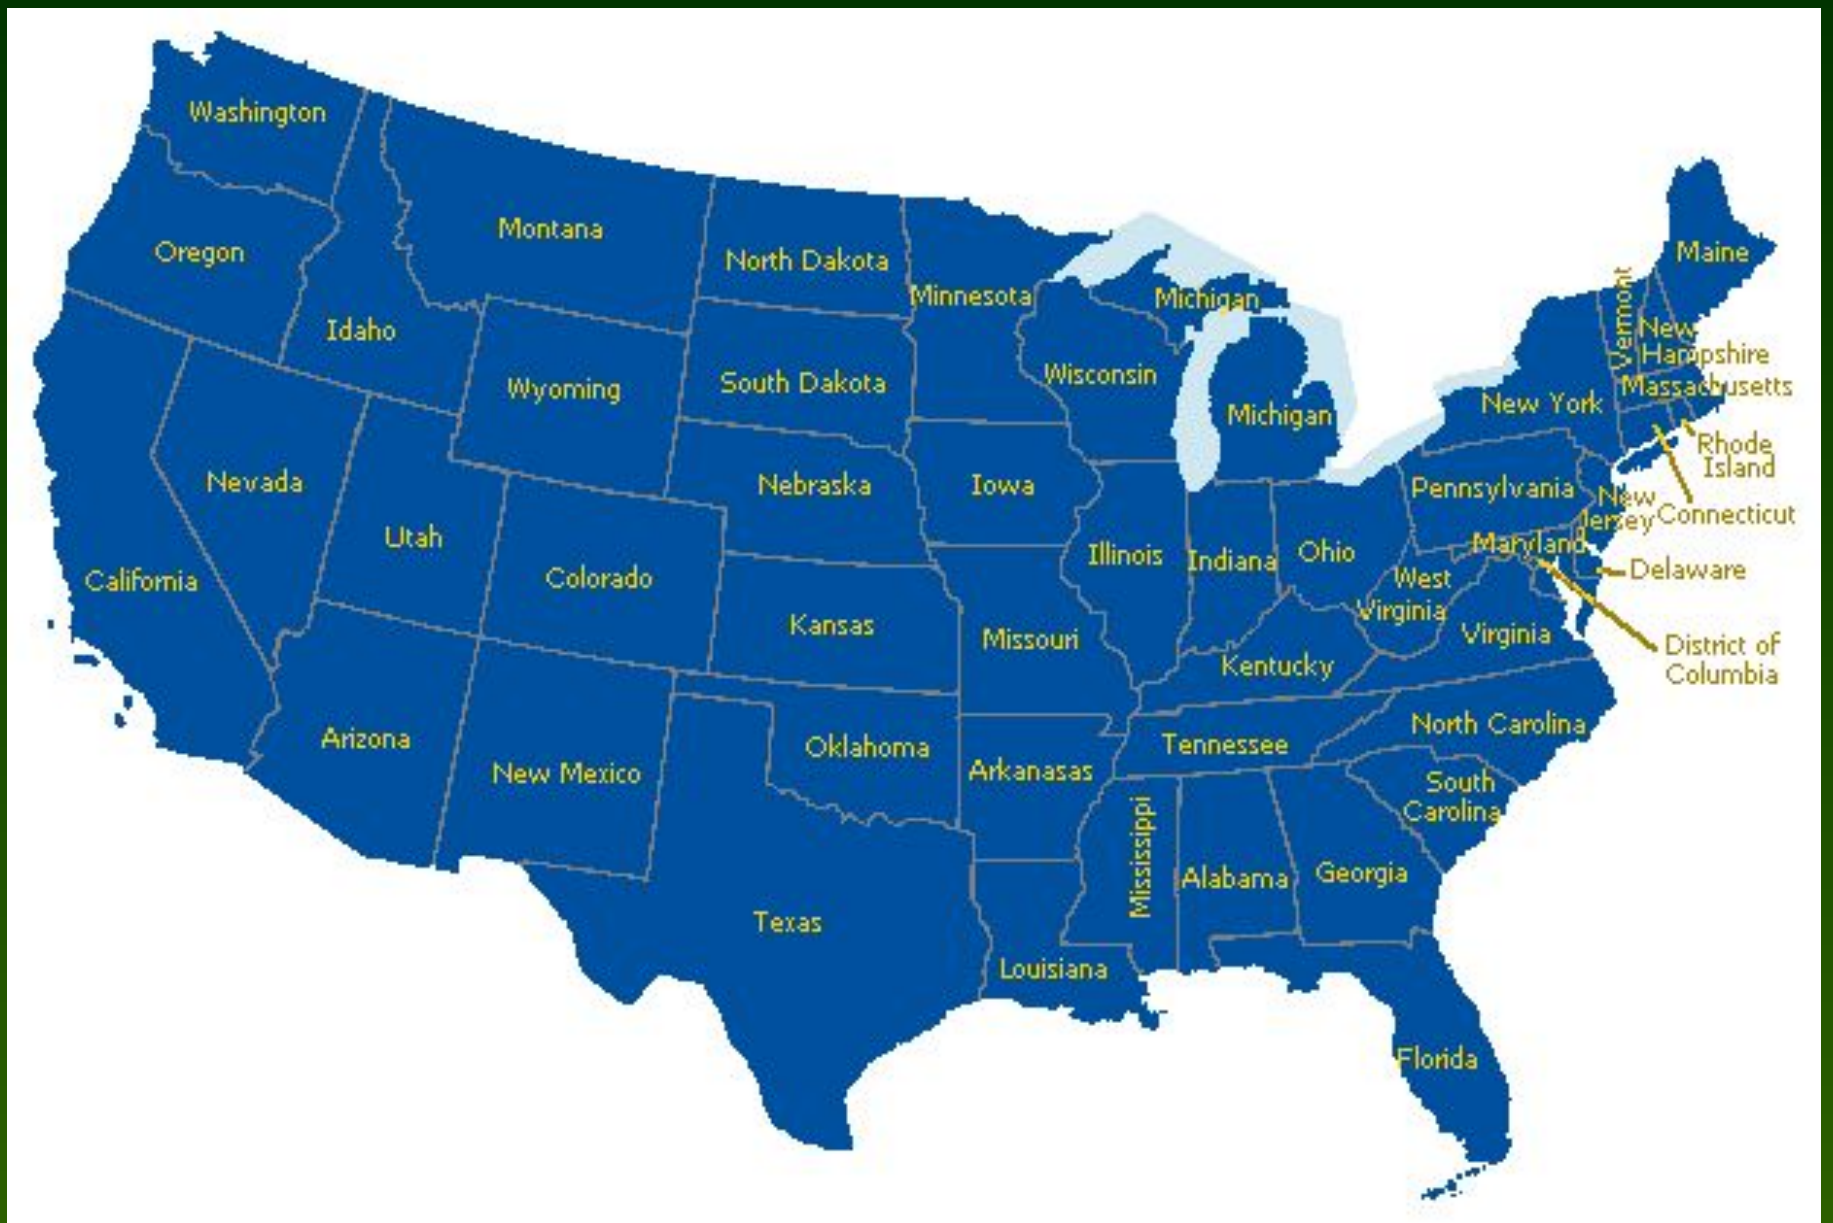 Washington
Montana
North Dakota
Minnesota
Oregon
Idaho
Wyoming
South Dakota
Wisconsin
Michigan
Michigan
Maine
Vermont
New
Hampshire
Massachusetts
New York
Rhode
Island
Connecticut
Nevada
Utah
Colorado
Nebraska
Iowa
Illinois
Indiana
Ohio
Pennsylvania
New
Jersey
Maryland
Delaware
West
Virginia
Virginia
District of
Columbia
California
Kansas
Missouri
Kentucky
Arizona
New Mexico
Oklahoma
Arkanasas
Tennessee
North Carolina
South
Carolina
Texas
Louisiana
Mississippi
Alabama
Georgia
Florida